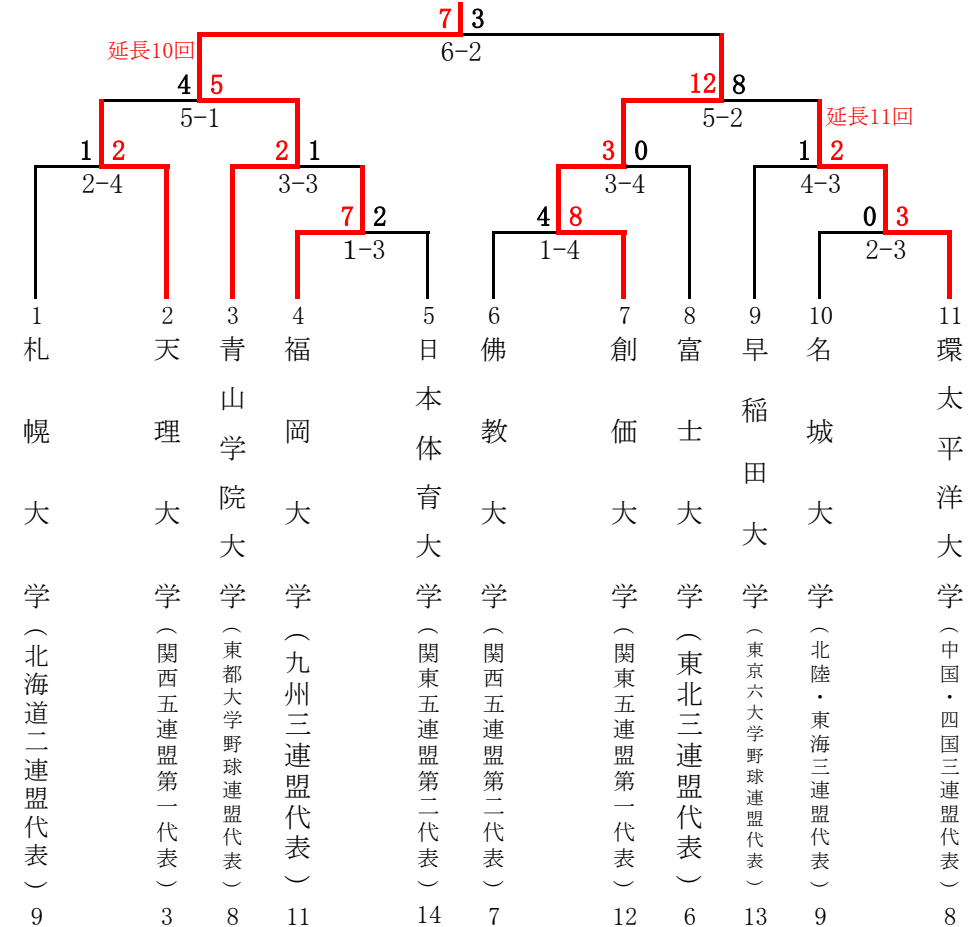 7 3
延長10回
6-2
4 5
12 8
5-1
5-2
延長11回
1 2
2 1
3 0
1 2
2-4
3-3
3-4
4-3
7 2
4 8
0 3
1-3
1-4
2-3
1 2 3 4 5 6 7 8 9 10 11
札幌大学(北海道二連盟代表)
天理大学(関西五連盟第一代表)
青山学院大学(東都大学野球連盟代表)
福岡大学(九州三連盟代表)
日本体育大学(関東五連盟第二代表)
佛教大学(関西五連盟第二代表)
創価大学(関東五連盟第一代表)
富士大学(東北三連盟代表)
早稲田大学(東京六大学野球連盟代表)
名城大学(北陸・東海三連盟代表)
環太平洋大学(中国・四国三連盟代表)
9 3 8 11 14 7 12 6 13 9 8